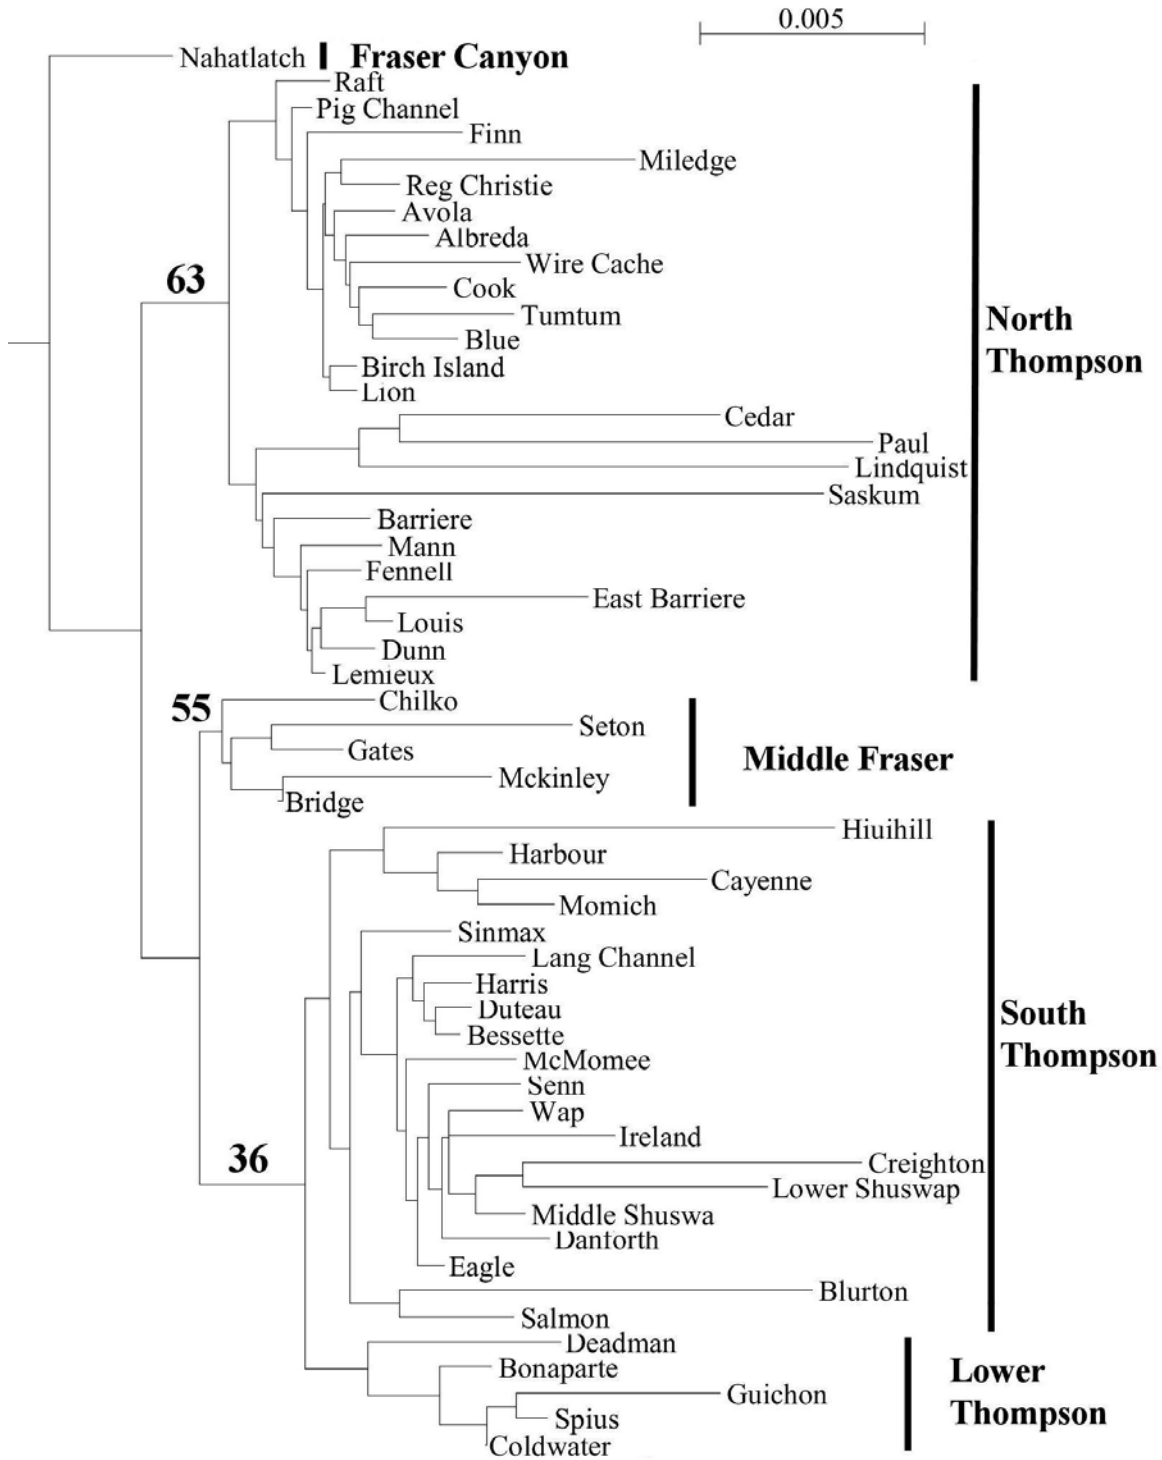 0.005
Nahatlatch
Fraser Canyon
Raft
Pig Channel
Finn
Miledge
Reg Christie
Avola
Albreda
Wire Cache
63
Cook
Tumtum
Blue
North
Thompson
Birch Island
Lion
Cedar
Paul
Lindquist
Saskum
Barriere
Mann
Fennell
East Barriere
Louis
Dunn
Lemieux
55
Chilko
Seton
Gates
Middle Fraser
Mckinley
Bridge
Hiuihill
Harbour
Cayenne
Momich
Sinmax
Lang Channel
Harris
Duteau
Bessette
South
Thompson
McMomee
Senn
Wap
Ireland
36
Creighton
Lower Shuswap
Middle Shuswa
Danforth
Eagle
Blurton
Salmon
Deadman
Bonaparte
Lower
Thompson
Guichon
Spius
Coldwater